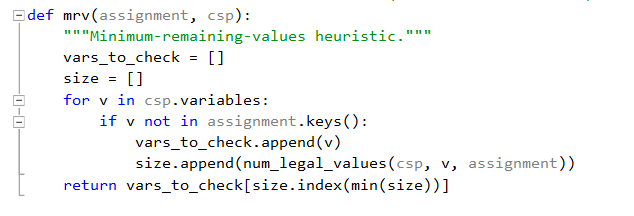 def mrv(assignment, csp):
    """Minimum-remaining-values heuristic."""
    vars_to_check = []
    size = []
    for v in csp.variables:
        if v not in assignment.keys():
            vars_to_check.append(v)
            size.append(num_legal_values(csp, v, assignment))
    return vars_to_check[size.index(min(size))]